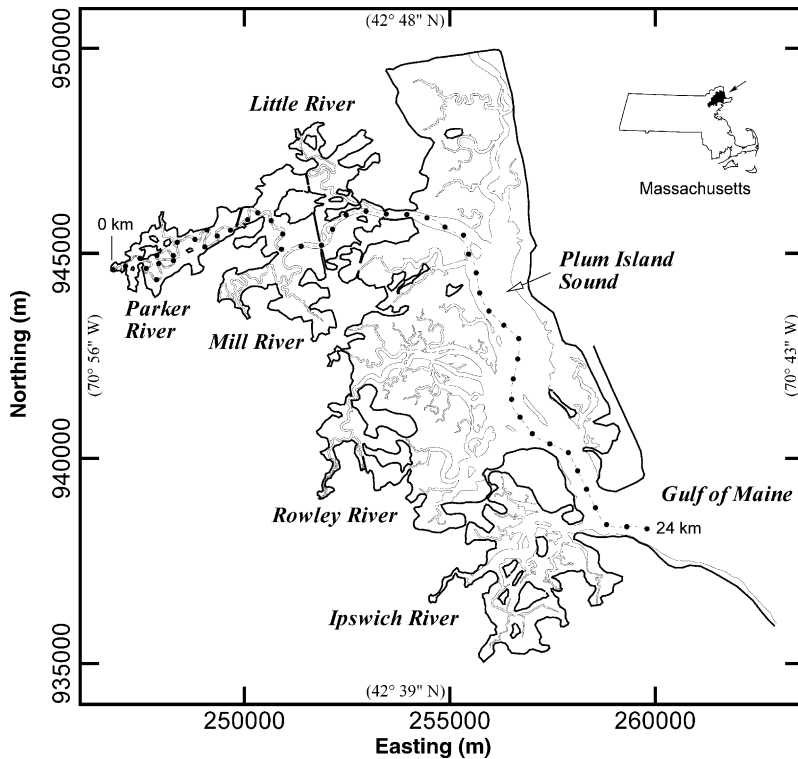 (42° 48" N)
950000
Little River
Massachusetts
0 km
945000
Plum Island
Sound
Parker
River
Mill River
Northing (m)
(70° 56" W)
(70° 43" W)
940000
Rowley River
Gulf of Maine
24 km
Ipswich River
935000
(42° 39" N)
250000
255000
260000
Easting (m)